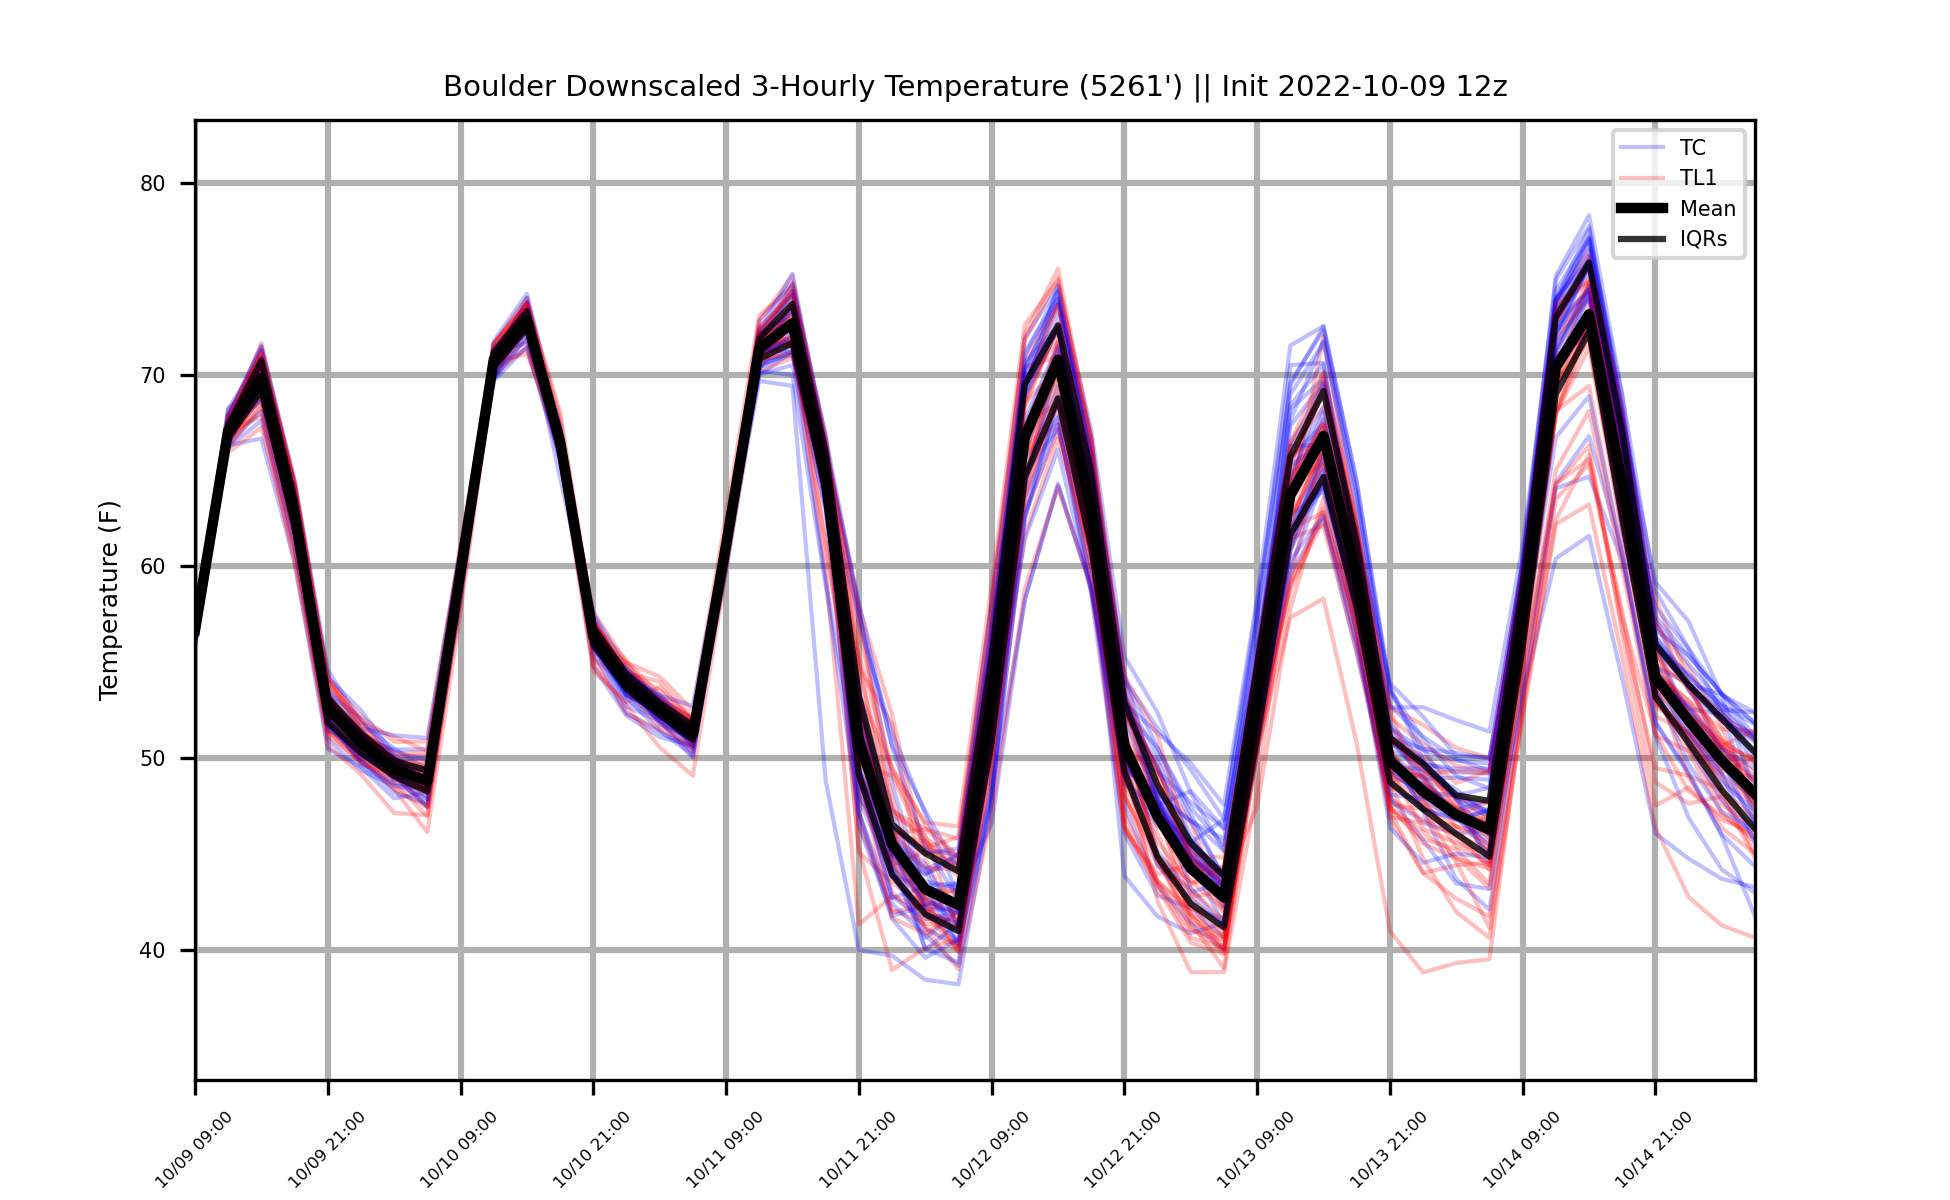 Boulder Downscaled 3-Hourly Temperature (5261') || Init 2022-10-09 12z
TC
TL1
Mean
IQRs
Temperature (F)
80
70
60
50
40
10/09 09:00
10/09 21:00
10/10 09:00
10/10 21:00
10/11 09:00
10/11 21:00
10/12 09:00
10/12 21:00
10/13 09:00
10/13 21:00
10/14 09:00
10/14 21:00